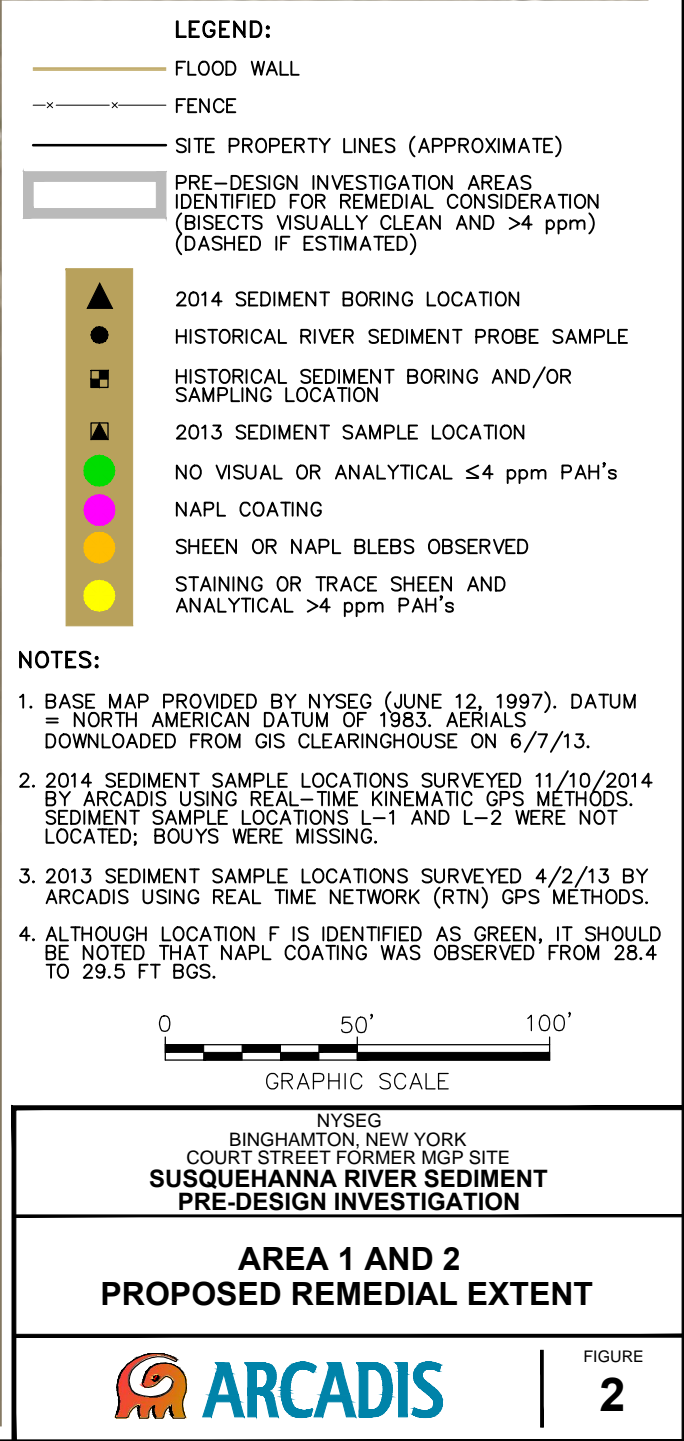 LEGEND:
FLOOD WALL
FENCE
SITE PROPERTY LINES (APPROXIMATE)
PRE-DESIGN INVESTIGATION AREAS
IDENTIFIED FOR REMEDIAL CONSIDERATION
(BISECTS VISUALLY CLEAN AND >4 ppm)
(DASHED IF ESTIMATED)
2014 SEDIMENT BORING LOCATION
HISTORICAL RIVER SEDIMENT PROBE SAMPLE
HISTORICAL SEDIMENT BORING AND/OR
SAMPLING LOCATION
2013 SEDIMENT SAMPLE LOCATION
NO VISUAL OR ANALYTICAL ≤4 ppm PAH's
NAPL COATING
SHEEN OR NAPL BLEBS OBSERVED
STAINING OR TRACE SHEEN AND
ANALYTICAL >4 ppm PAH's
NOTES:
1. BASE MAP PROVIDED BY NYSEG (JUNE 12, 1997). DATUM
= NORTH AMERICAN DATUM OF 1983. AERIALS
DOWNLOADED FROM GIS CLEARINGHOUSE ON 6/7/13.
2. 2014 SEDIMENT SAMPLE LOCATIONS SURVEYED 11/10/2014
BY ARCADIS USING REAL-TIME KINEMATIC GPS METHODS.
SEDIMENT SAMPLE LOCATIONS L-1 AND L-2 WERE NOT
LOCATED; BOUYS WERE MISSING.
3. 2013 SEDIMENT SAMPLE LOCATIONS SURVEYED 4/2/13 BY
ARCADIS USING REAL TIME NETWORK (RTN) GPS METHODS.
4. ALTHOUGH LOCATION F IS IDENTIFIED AS GREEN, IT SHOULD
BE NOTED THAT NAPL COATING WAS OBSERVED FROM 28.4
TO 29.5 FT BGS.
0 50' 100'
GRAPHIC SCALE
NYSEG
BINGHAMTON, NEW YORK
COURT STREET FORMER MGP SITE
SUSQUEHANNA RIVER SEDIMENT
PRE-DESIGN INVESTIGATION
AREA 1 AND 2
PROPOSED REMEDIAL EXTENT
ARCADIS
FIGURE
2